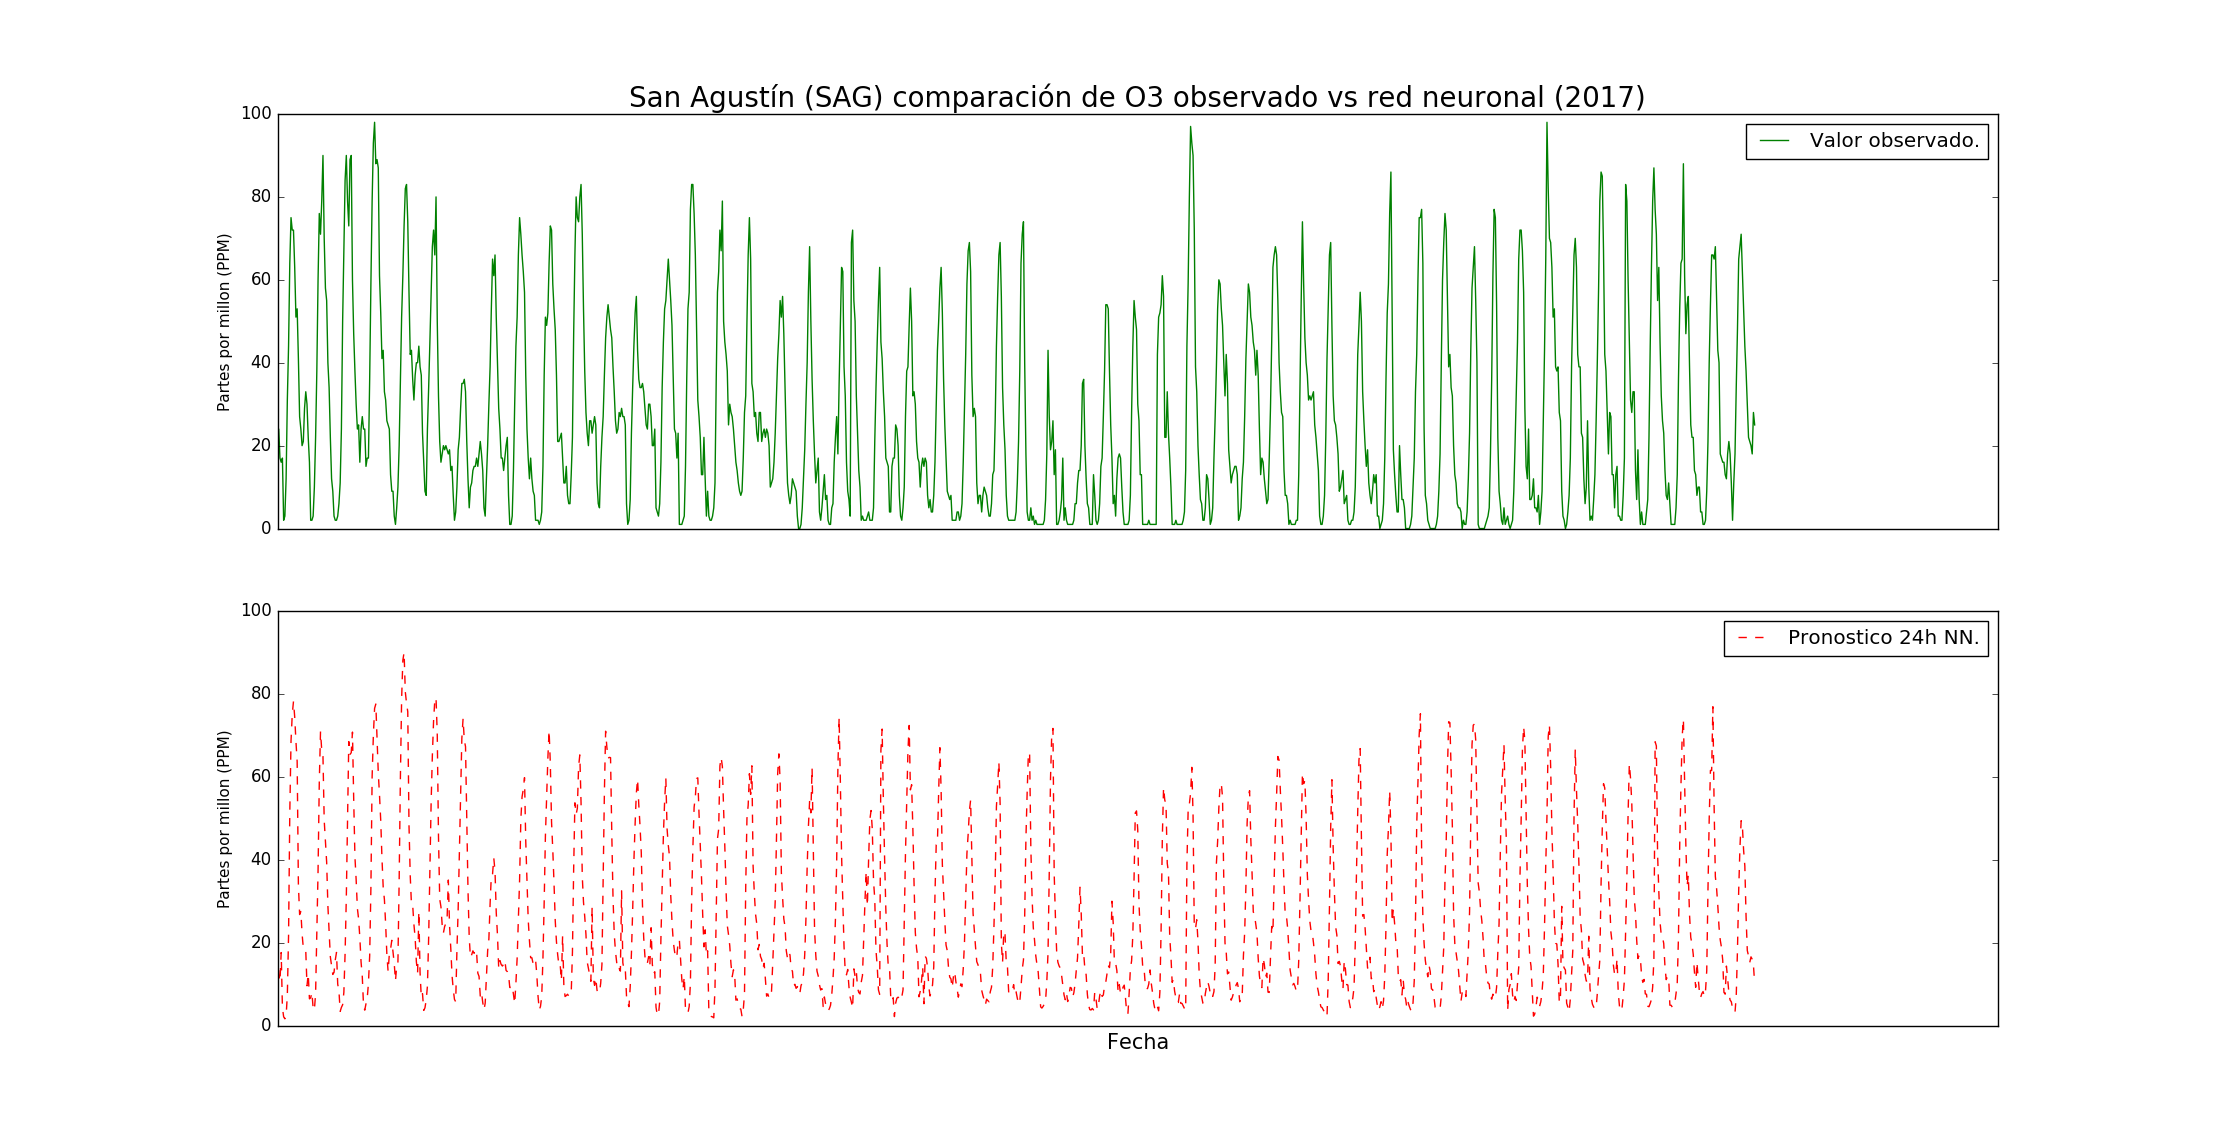 San Agustín (SAG) comparación de O3 observado vs red neuronal (2017)
100
80
60
40
20
0
Partes por millon (PPM)
Valor observado.
100
80
60
40
20
0
Partes por millon (PPM)
Pronostico 24h NN.
Fecha